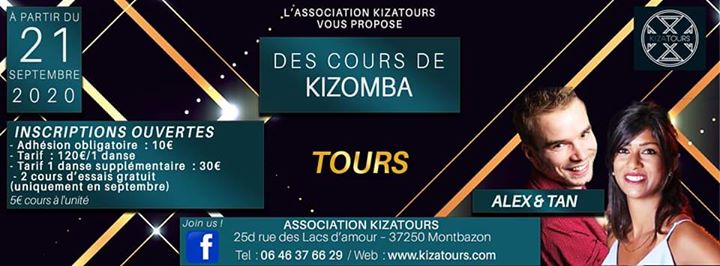 A PARTIR DU
21
SEPTEMBRE
2020
L'ASSOCIATION KIZATOURS
VOUS PROPOSE
DES COURS DE
KIZOMBA
KIZATOURS
INSCRIPTIONS OUVERTES
- Adhésion obligatoire : 10€
- Tarif : 120€/1 danse
- Tarif 1 danse supplémentaire : 30€
- 2 cours d'essais gratuit
(uniquement en septembre)
5€ cours à l'unité
TOURS
ALEX & TAN
Join us !
f
ASSOCIATION KIZATOURS
25d rue des Lacs d'amour – 37250 Montbazon
Tel : 06 46 37 66 29 / Web : www.kizatours.com